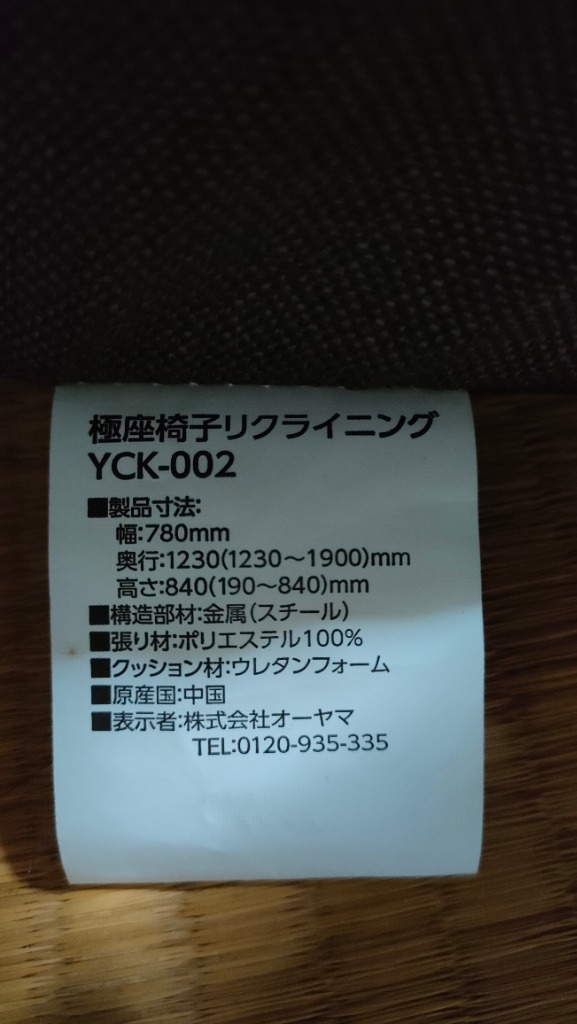 極座椅子リクライニング
YCK-002
■製品寸法:
幅:780mm
奥行:1230(1230～1900)mm
高さ:840(190～840)mm
■構造部材:金属(スチール)
■張り材:ポリエステル100%
■クッション材:ウレタンフォーム
■原産国:中国
■表示者:株式会社オーヤマ
TEL:0120-935-335